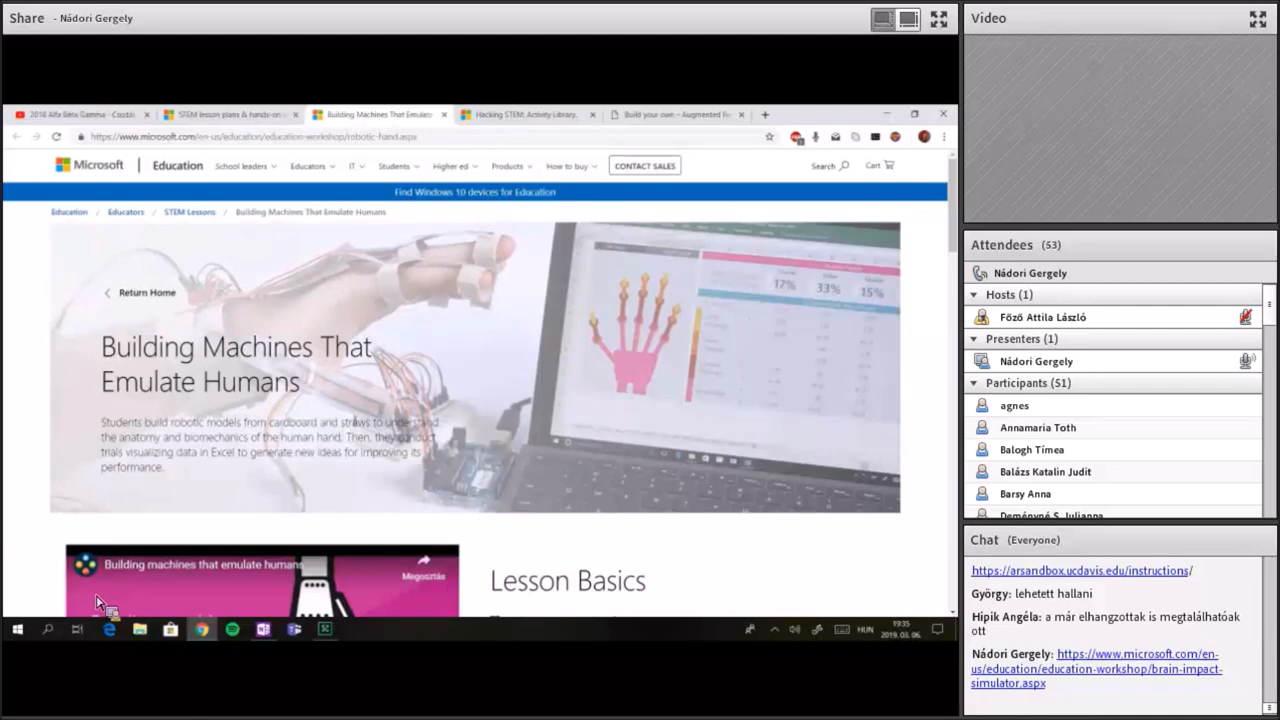 Share - Nádori Gergely
Video
2018 Alfa Béta Gamma - Csodál
STEM lesson plans & hands-on
Building Machines That Emulate
Hacking STEM: Activity Library,
Build your own – Augmented Re
https://www.microsoft.com/en-us/education/education-workshop/robotic-hand.aspx
Microsoft
Education
School leaders
Educators
IT
Students
Higher ed
Products
How to buy
CONTACT SALES
Search
Cart
Find Windows 10 devices for Education
Education / Educators / STEM Lessons / Building Machines That Emulate Humans
17% 33% 15%
Return Home
Building Machines That
Emulate Humans
Students build robotic models from cardboard and straws to understand
the anatomy and biomechanics of the human hand. Then, they conduct
trials visualizing data in Excel to generate new ideas for improving its
performance.
Building machines that emulate humans
Megosztás
Lesson Basics
HUN
19:35
2019. 03. 06.
Attendees (53)
Nádori Gergely
Hosts (1)
Főző Attila László
Presenters (1)
Nádori Gergely
Participants (51)
agnes
Annamaria Toth
Balogh Tímea
Balázs Katalin Judit
Barsy Anna
Deményné S. Julianna
Chat (Everyone)
https://arsandbox.ucdavis.edu/instructions/
György: lehetett hallani
Hipik Angéla: a már elhangzottak is megtalálhatóak
ott
Nádori Gergely: https://www.microsoft.com/en-
us/education/education-workshop/brain-impact-
simulator.aspx